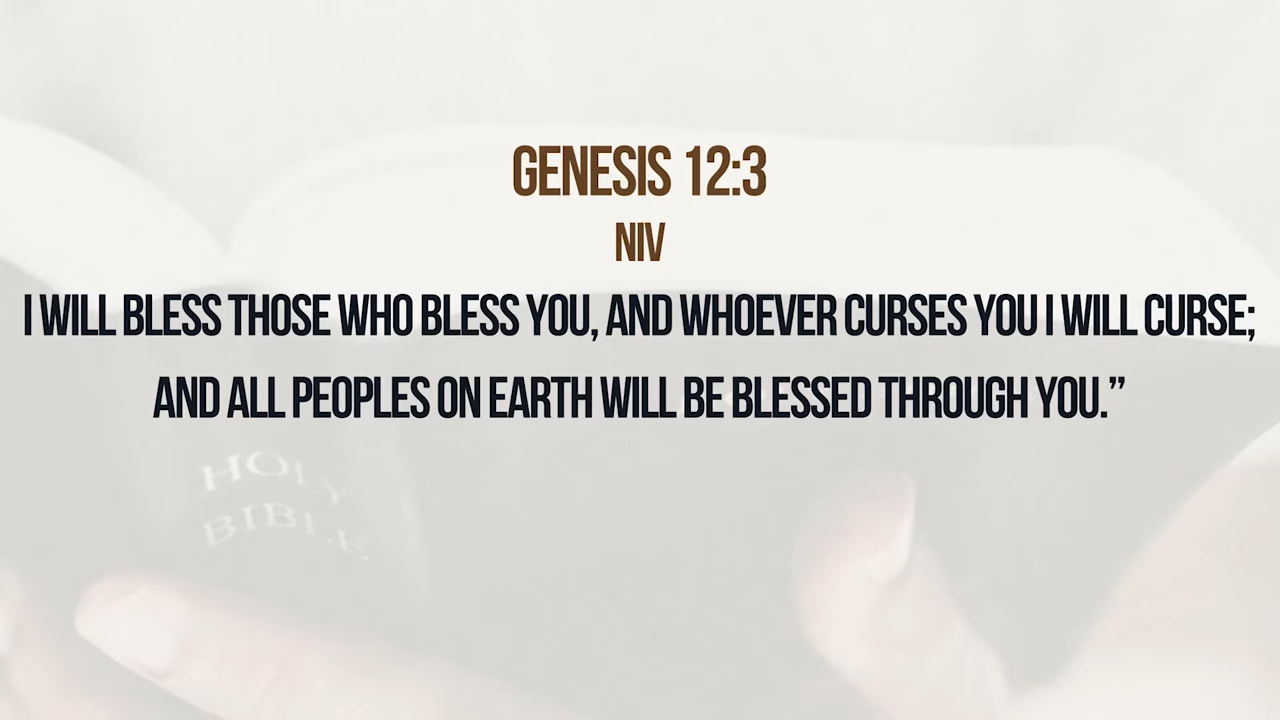 GENESIS 12:3
NIV
I WILL BLESS THOSE WHO BLESS YOU, AND WHOEVER CURSES YOU I WILL CURSE;
AND ALL PEOPLES ON EARTH WILL BE BLESSED THROUGH YOU.”
HOLY
BIBLE